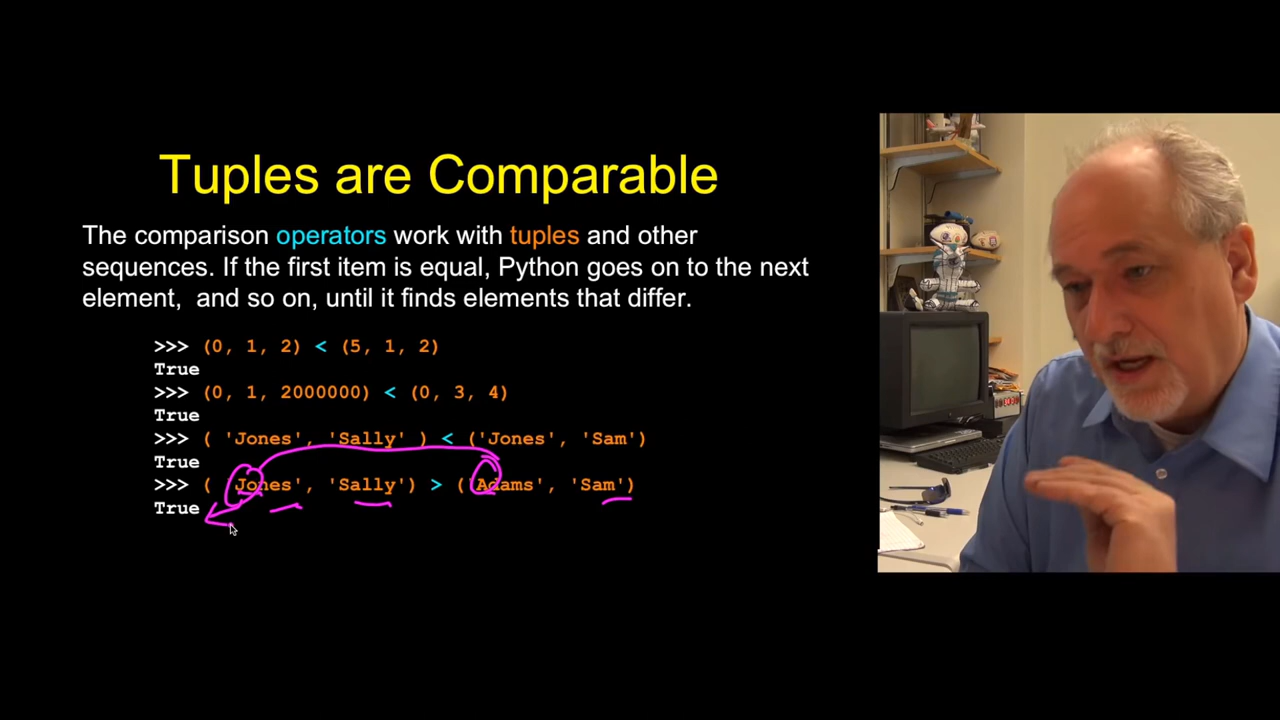 Tuples are Comparable
The comparison operators work with tuples and other
sequences. If the first item is equal, Python goes on to the next
element,  and so on, until it finds elements that differ.
>>> (0, 1, 2) < (5, 1, 2)
True
>>> (0, 1, 2000000) < (0, 3, 4)
True
>>> ( 'Jones', 'Sally' ) < ('Jones', 'Sam')
True
>>> ( 'Jones', 'Sally') > ('Adams', 'Sam')
True